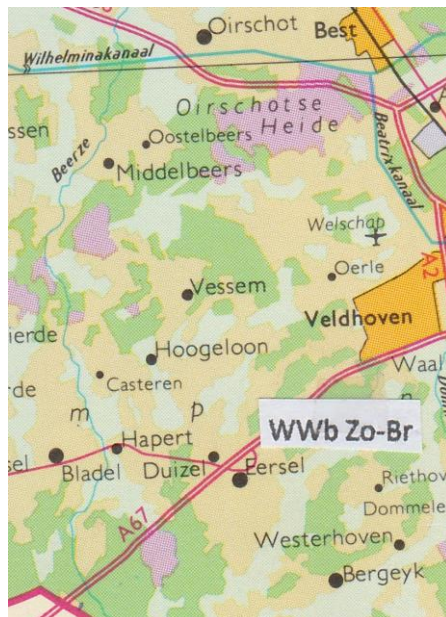 Oirschot
Best
Wilhelminakanaal
Oirschotse
Heide
Oostelbeers
ssen
Beerze
Middelbeers
Beatrixkanaal
A
Welschap
Oerle
A2
Vessem
Veldhoven
ierde
Hoogeloon
Waal
Casteren
rde
m
p
WWb Zo-Br
Hapert
sel
Bladel
Duizel
Eersel
Riethov
A67
Dommele
Westerhoven
Bergeyk